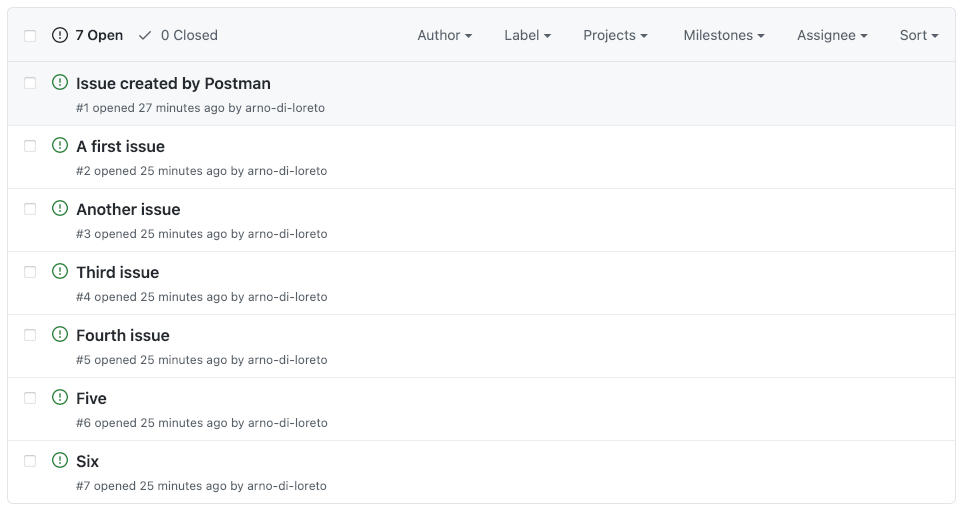 7 Open 0 Closed Author Label Projects Milestones Assignee Sort
Issue created by Postman
#1 opened 27 minutes ago by arno-di-loreto
A first issue
#2 opened 25 minutes ago by arno-di-loreto
Another issue
#3 opened 25 minutes ago by arno-di-loreto
Third issue
#4 opened 25 minutes ago by arno-di-loreto
Fourth issue
#5 opened 25 minutes ago by arno-di-loreto
Five
#6 opened 25 minutes ago by arno-di-loreto
Six
#7 opened 25 minutes ago by arno-di-loreto